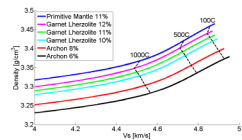 3.5
3.45
3.4
3.35
3.3
3.25
3.2
Density [g/cm³]
Primitive Mantle 11%
Garnet Lherzolite 12%
Garnet Lherzolite 11%
Garnet Lherzolite 10%
Archon 8%
Archon 6%
1000C
500C
100C
4 4.2 4.4 4.6 4.8 5
Vs [km/s]